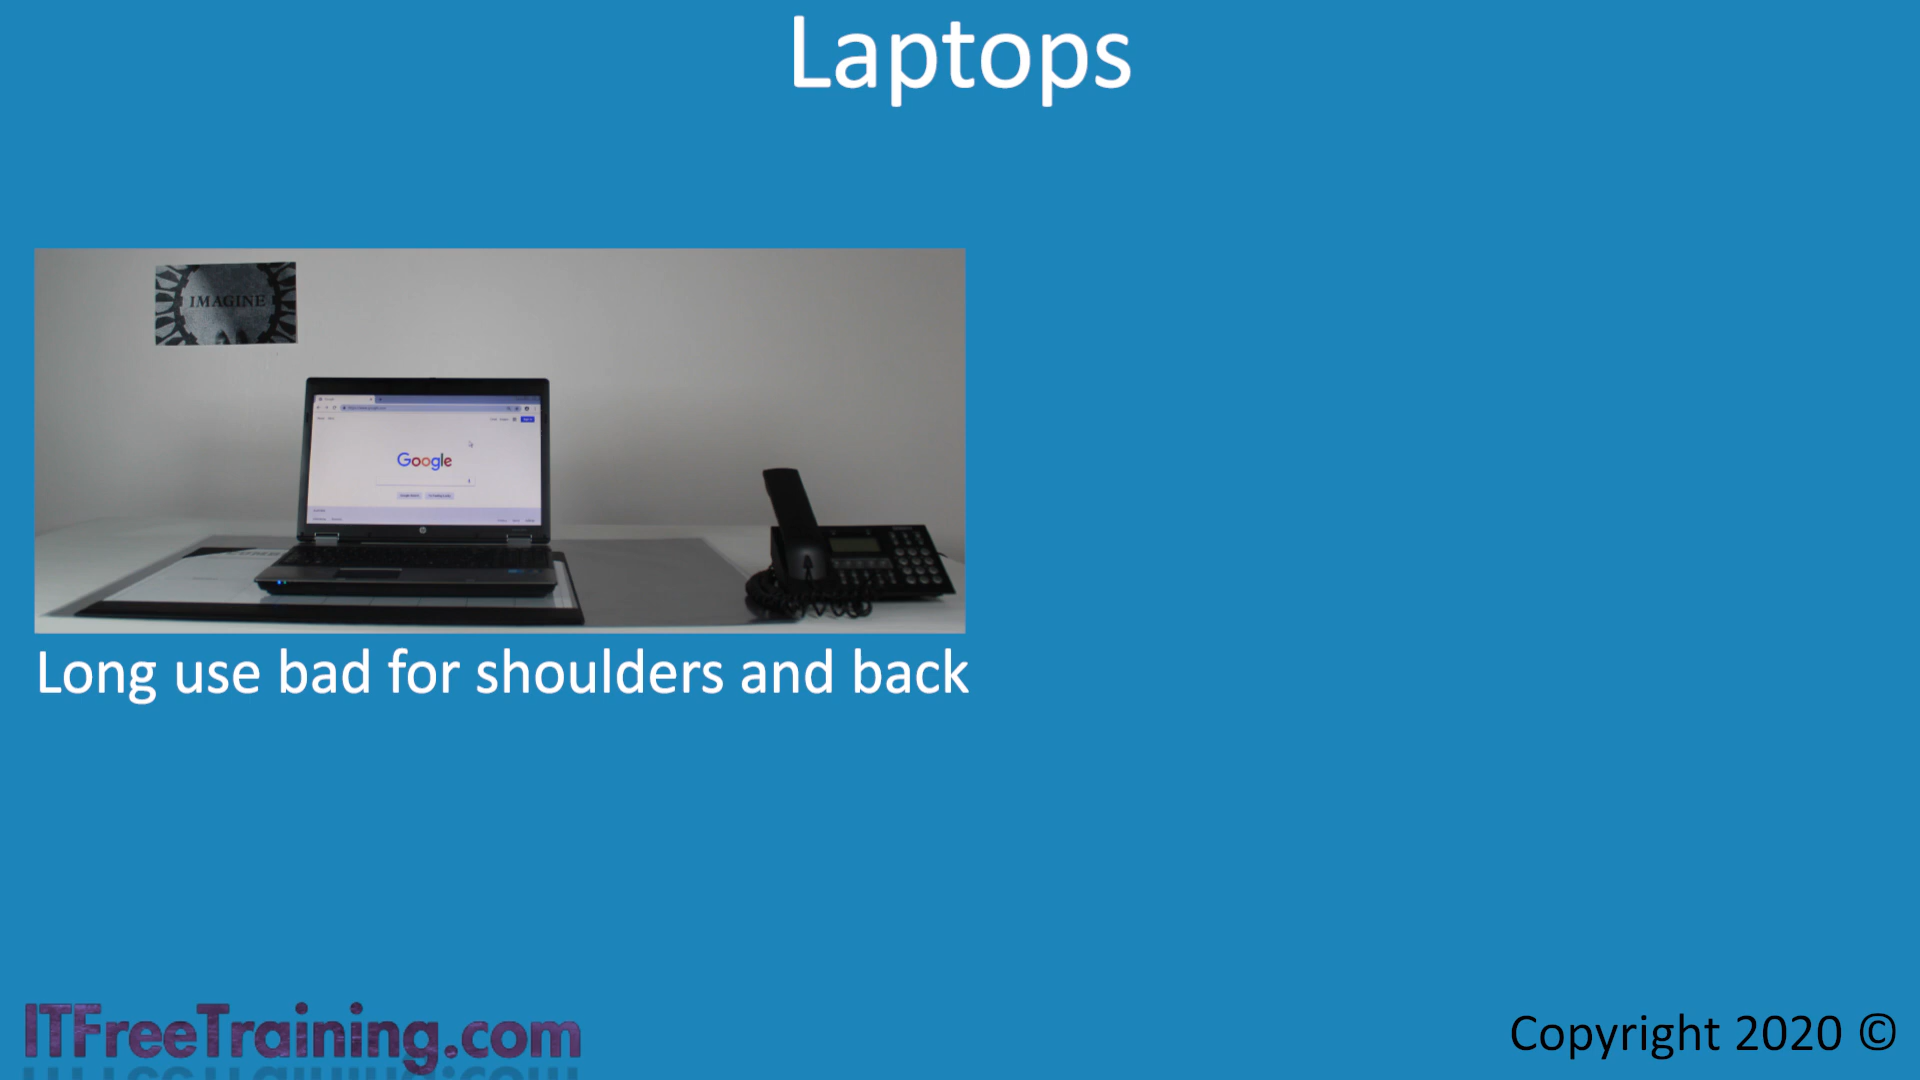 Laptops
IMAGINE
Google
Long use bad for shoulders and back
ITFreeTraining.com
Copyright 2020 ©